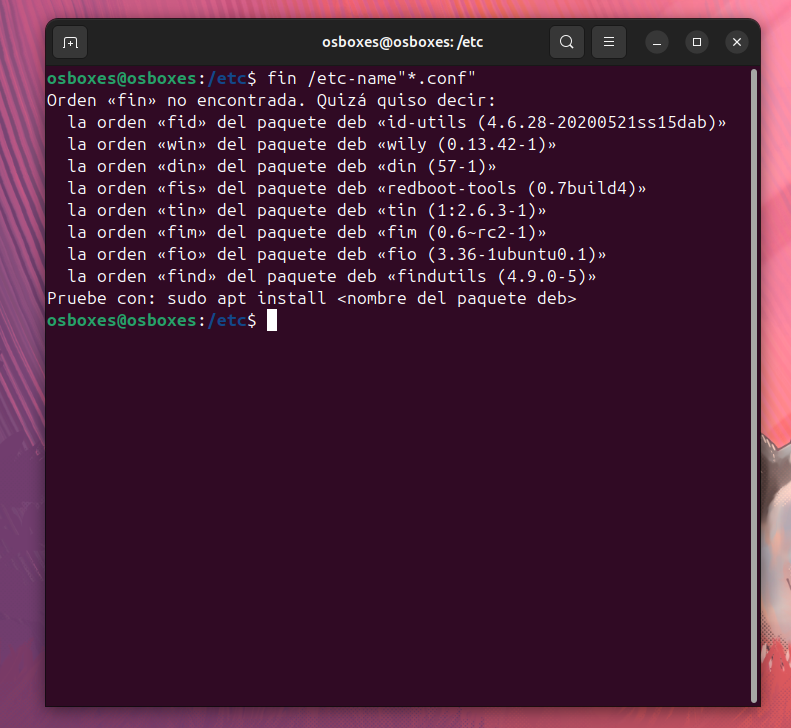 osboxes@osboxes: /etc
osboxes@osboxes:/etc$ fin /etc-name"*.conf"
Orden «fin» no encontrada. Quizá quiso decir:
  la orden «fid» del paquete deb «id-utils (4.6.28-20200521ss15dab)»
  la orden «win» del paquete deb «wily (0.13.42-1)»
  la orden «din» del paquete deb «din (57-1)»
  la orden «fis» del paquete deb «redboot-tools (0.7build4)»
  la orden «tin» del paquete deb «tin (1:2.6.3-1)»
  la orden «fim» del paquete deb «fim (0.6~rc2-1)»
  la orden «fio» del paquete deb «fio (3.36-1ubuntu0.1)»
  la orden «find» del paquete deb «findutils (4.9.0-5)»
Pruebe con: sudo apt install <nombre del paquete deb>
osboxes@osboxes:/etc$